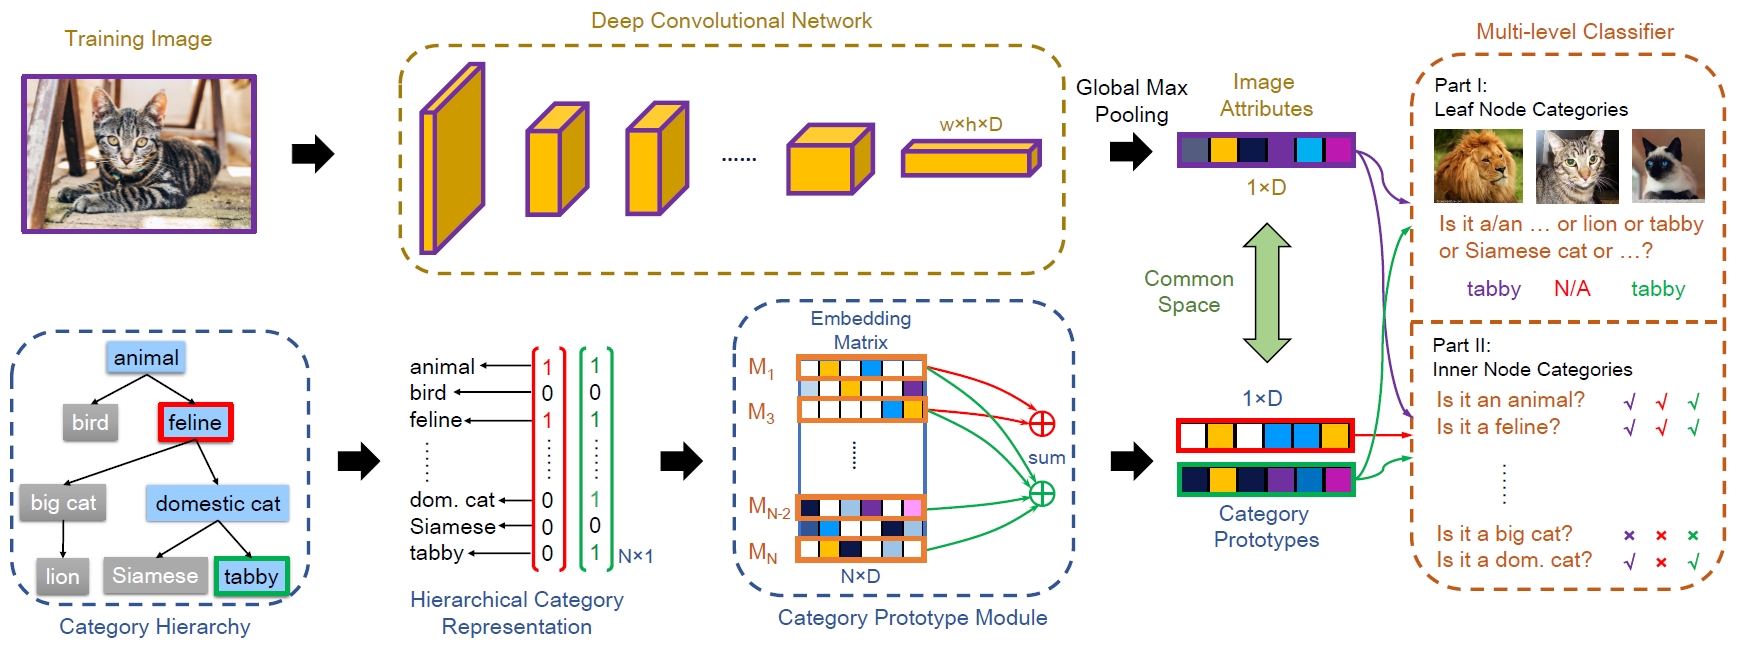 Training Image
Deep Convolutional Network
w×h×D
......
Global Max
Pooling
Image
Attributes
1×D
Common
Space
1×D
Category
Prototypes
Multi-level Classifier
Part I:
Leaf Node Categories
Is it a/an … or lion or tabby
or Siamese cat or …?
tabby N/A tabby
Part II:
Inner Node Categories
Is it an animal? √ √ √
Is it a feline? √ √ √
......
Is it a big cat? × × ×
Is it a dom. cat? √ × √
animal
bird feline
big cat domestic cat
lion Siamese tabby
Category Hierarchy
animal 1 1
bird 0 0
feline 1 1
......
dom. cat 0 1
Siamese 0 0
tabby 0 1
N×1
Hierarchical Category
Representation
Embedding
Matrix
M1
M3
......
MN-2
MN
N×D
sum
Category Prototype Module